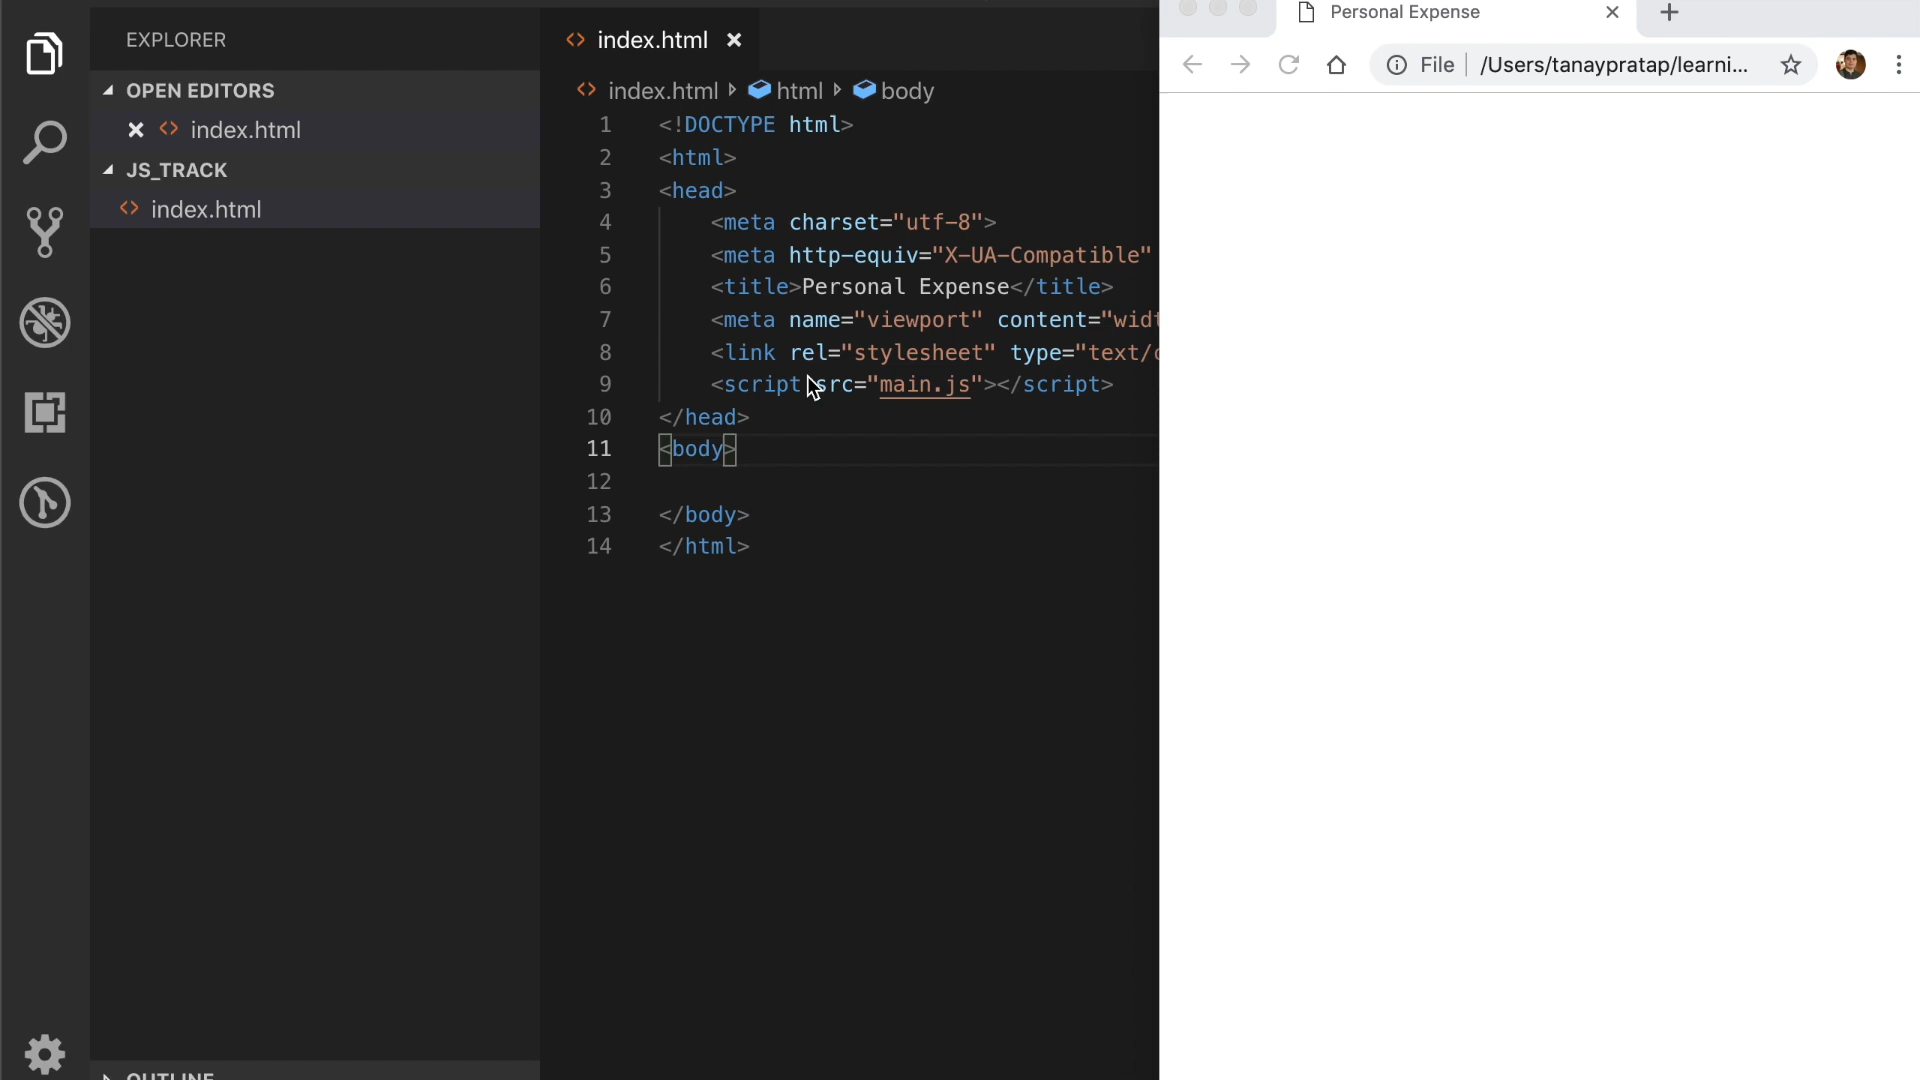 EXPLORER
OPEN EDITORS
index.html
JS_TRACK
index.html
OUTLINE
index.html
index.html html body
1 <!DOCTYPE html>
2 <html>
3 <head>
4 <meta charset="utf-8">
5 <meta http-equiv="X-UA-Compatible"
6 <title>Personal Expense</title>
7 <meta name="viewport" content="widt
8 <link rel="stylesheet" type="text/c
9 <script src="main.js"></script>
10 </head>
11 <body>
12
13 </body>
14 </html>
Personal Expense
File /Users/tanaypratap/learni...